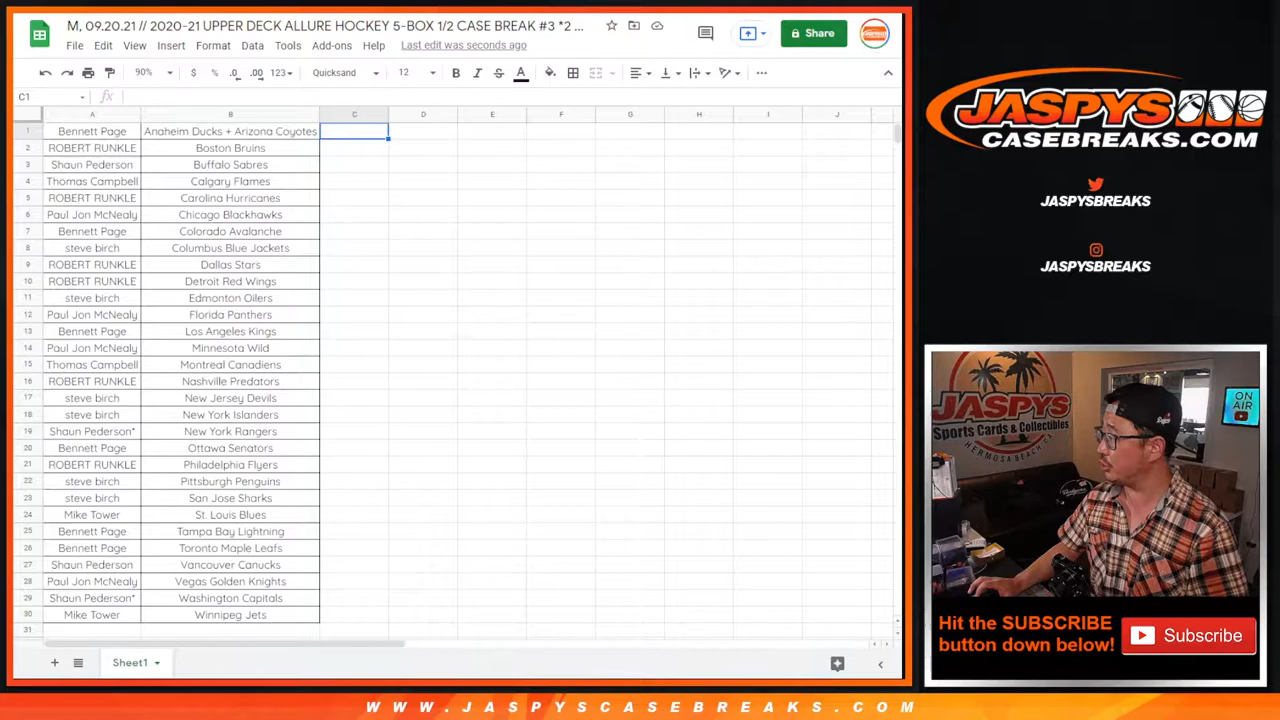 M, 09.20.21 // 2020-21 UPPER DECK ALLURE HOCKEY 5-BOX 1/2 CASE BREAK #3 *2 ...
File Edit View Insert Format Data Tools Add-ons Help Last edit was seconds ago
Share
90% $ % .0 .00 123 Quicksand 12 B I S A
C1 fx
A B C D E F G H I J
1 Bennett Page Anaheim Ducks + Arizona Coyotes
2 ROBERT RUNKLE Boston Bruins
3 Shaun Pederson Buffalo Sabres
4 Thomas Campbell Calgary Flames
5 ROBERT RUNKLE Carolina Hurricanes
6 Paul Jon McNealy Chicago Blackhawks
7 Bennett Page Colorado Avalanche
8 steve birch Columbus Blue Jackets
9 ROBERT RUNKLE Dallas Stars
10 ROBERT RUNKLE Detroit Red Wings
11 steve birch Edmonton Oilers
12 Paul Jon McNealy Florida Panthers
13 Bennett Page Los Angeles Kings
14 Paul Jon McNealy Minnesota Wild
15 Thomas Campbell Montreal Canadiens
16 ROBERT RUNKLE Nashville Predators
17 steve birch New Jersey Devils
18 steve birch New York Islanders
19 Shaun Pederson* New York Rangers
20 Bennett Page Ottawa Senators
21 ROBERT RUNKLE Philadelphia Flyers
22 steve birch Pittsburgh Penguins
23 steve birch San Jose Sharks
24 Mike Tower St. Louis Blues
25 Bennett Page Tampa Bay Lightning
26 Bennett Page Toronto Maple Leafs
27 Shaun Pederson Vancouver Canucks
28 Paul Jon McNealy Vegas Golden Knights
29 Shaun Pederson* Washington Capitals
30 Mike Tower Winnipeg Jets
31
Sheet1
JASPYS
CASEBREAKS.COM
JASPYSBREAKS
JASPYSBREAKS
JASPYS
Sports Cards & Collectibles
HERMOSA BEACH, CA
ON
AIR
Hit the SUBSCRIBE
button down below!
Subscribe
WWW.JASPYSCASEBREAKS.COM